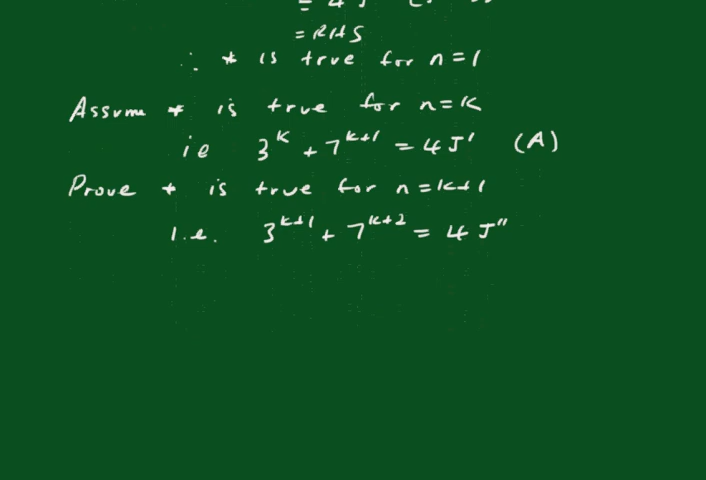 = RHS
∴ * is true for n=1
Assume * is true for n=k
ie 3^k + 7^{k+1} = 4J' (A)
Prove * is true for n=k+1
i.e. 3^{k+1} + 7^{k+2} = 4J"